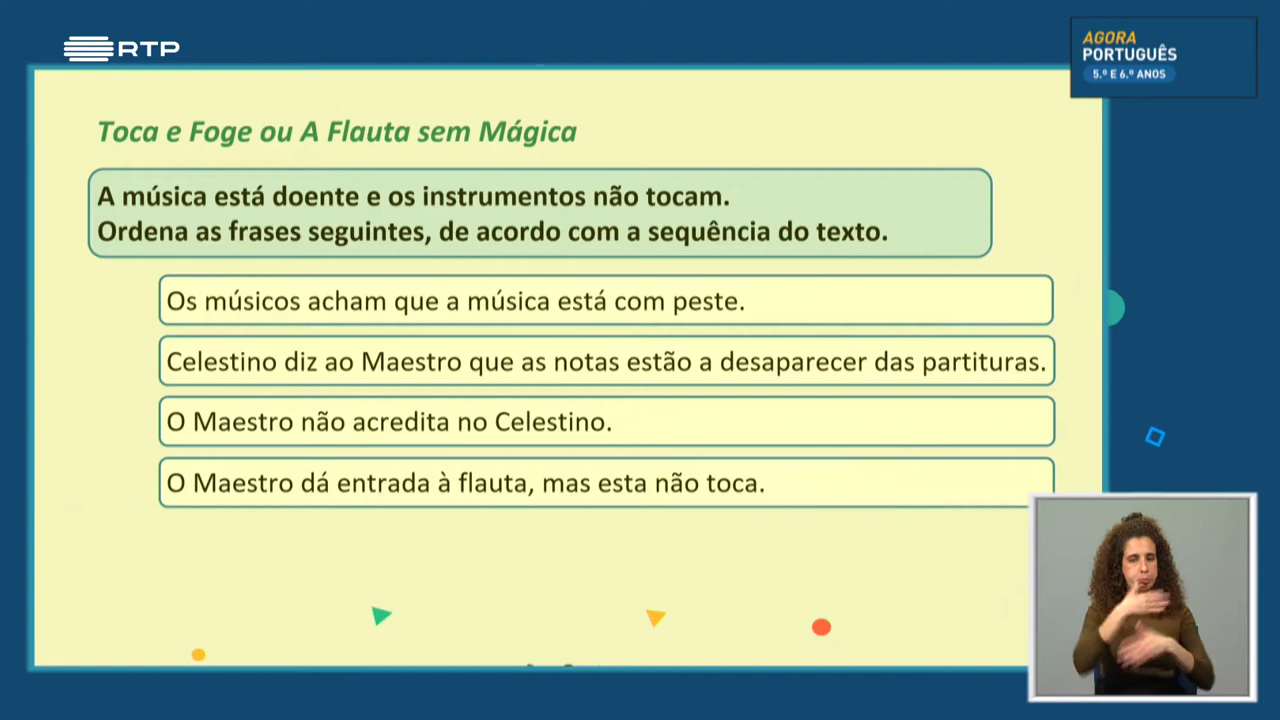 RTP
AGORA
PORTUGUÊS
5.º E 6.º ANOS
Toca e Foge ou A Flauta sem Mágica
A música está doente e os instrumentos não tocam.
Ordena as frases seguintes, de acordo com a sequência do texto.
Os músicos acham que a música está com peste.
Celestino diz ao Maestro que as notas estão a desaparecer das partituras.
O Maestro não acredita no Celestino.
O Maestro dá entrada à flauta, mas esta não toca.